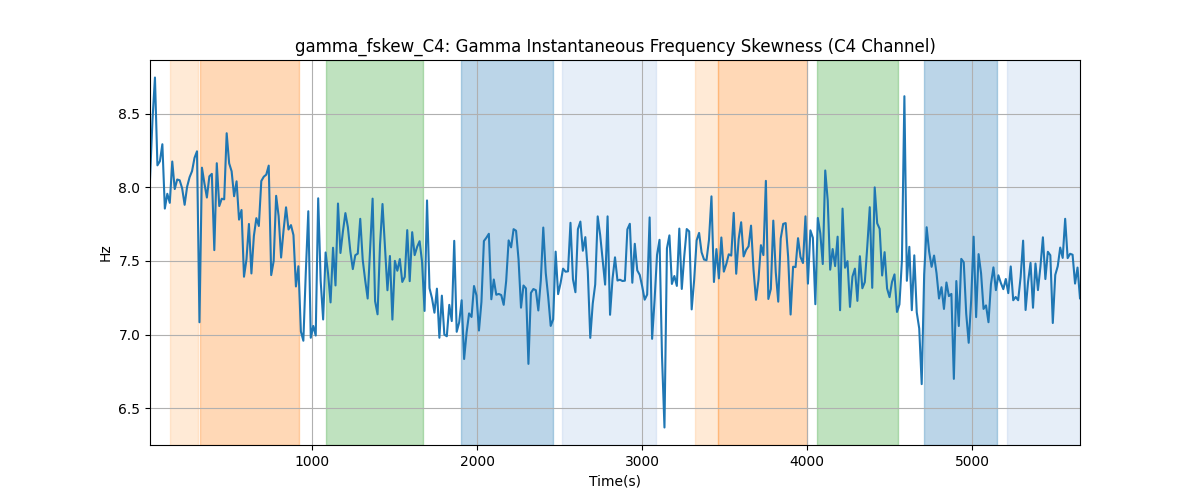 gamma_fskew_C4: Gamma Instantaneous Frequency Skewness (C4 Channel)
8.5
8.0
7.5
7.0
6.5
Hz
1000 2000 3000 4000 5000
Time(s)